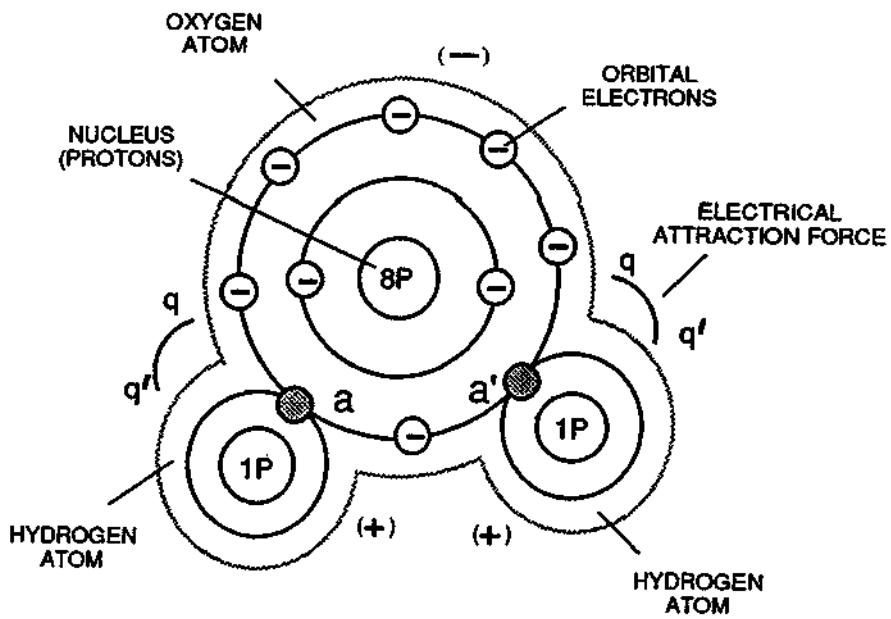 OXYGEN
ATOM
(—)
ORBITAL
ELECTRONS
NUCLEUS
(PROTONS)
ELECTRICAL
ATTRACTION FORCE
8P
q
q'
q
q'
a
a'
1P
1P
(+)
(+)
HYDROGEN
ATOM
HYDROGEN
ATOM